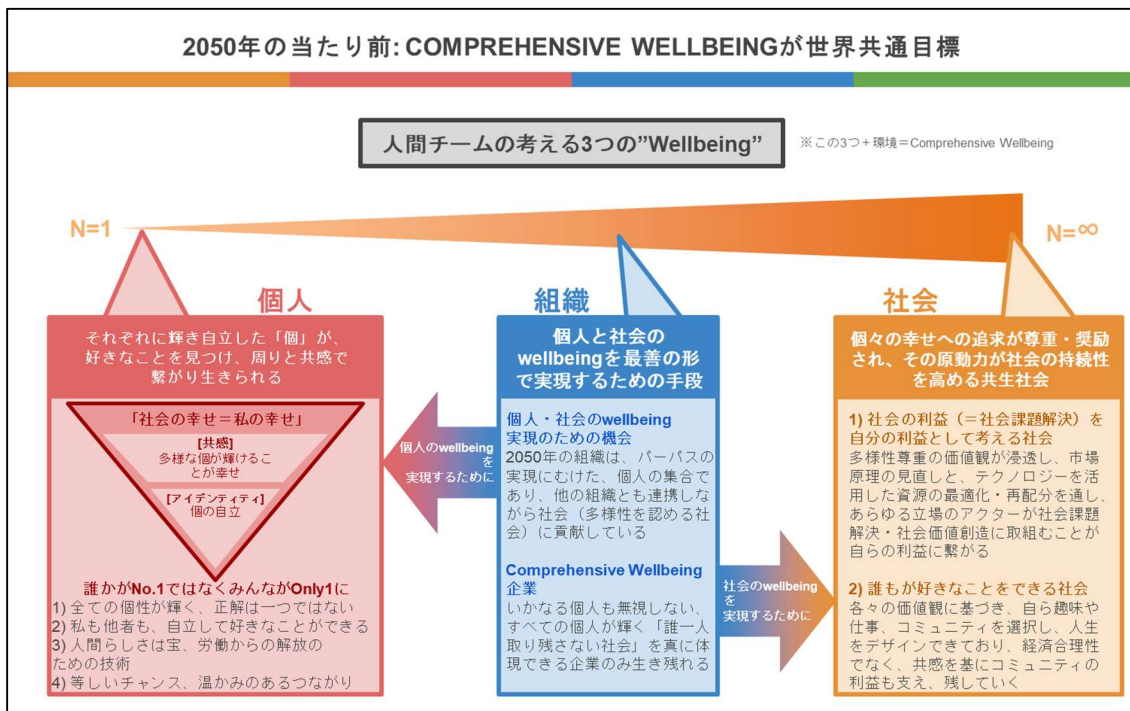 2050年の当たり前: COMPREHENSIVE WELLBEINGが世界共通目標
人間チームの考える3つの”Wellbeing”
※この3つ＋環境＝Comprehensive Wellbeing
N=1
N=∞
個人
それぞれに輝き自立した「個」が、
好きなことを見つけ、周りと共感で
繋がり生きられる
「社会の幸せ＝私の幸せ」
[共感]
多様な個が輝けるこ
とが幸せ
[アイデンティティ]
個の自立
誰かがNo.1ではなくみんながOnly1に
1) 全ての個性が輝く、正解は一つではない
2) 私も他者も、自立して好きなことができる
3) 人間らしさは宝、労働からの解放の
ための技術
4) 等しいチャンス、温かみのあるつながり
個人のwellbeing
を
実現するために
組織
個人と社会の
wellbeingを最善の形
で実現するための手段
個人・社会のwellbeing
実現のための機会
2050年の組織は、パーパスの
実現にむけた、個人の集合で
あり、他の組織とも連携しな
がら社会（多様性を認める社
会）に貢献している
Comprehensive Wellbeing
企業
いかなる個人も無視しない、
すべての個人が輝く「誰一人
取り残さない社会」を真に体
現できる企業のみ生き残れる
社会のwellbeing
を
実現するために
社会
個々の幸せへの追求が尊重・奨励
され、その原動力が社会の持続性
を高める共生社会
1) 社会の利益（＝社会課題解決）を
自分の利益として考える社会
多様性尊重の価値観が浸透し、市場
原理の見直しと、テクノロジーを活
用した資源の最適化・再配分を通し、
あらゆる立場のアクターが社会課題
解決・社会価値創造に取組むことが
自らの利益に繋がる
2) 誰もが好きなことをできる社会
各々の価値観に基づき、自ら趣味や
仕事、コミュニティを選択し、人生
をデザインできており、経済合理性
でなく、共感を基にコミュニティの
利益も支え、残していく